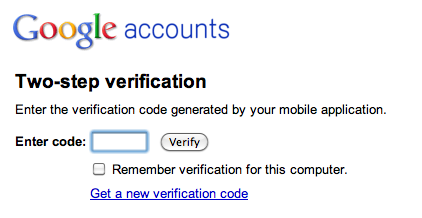 Google accounts
Two-step verification
Enter the verification code generated by your mobile application.
Enter code: Verify
Remember verification for this computer.
Get a new verification code